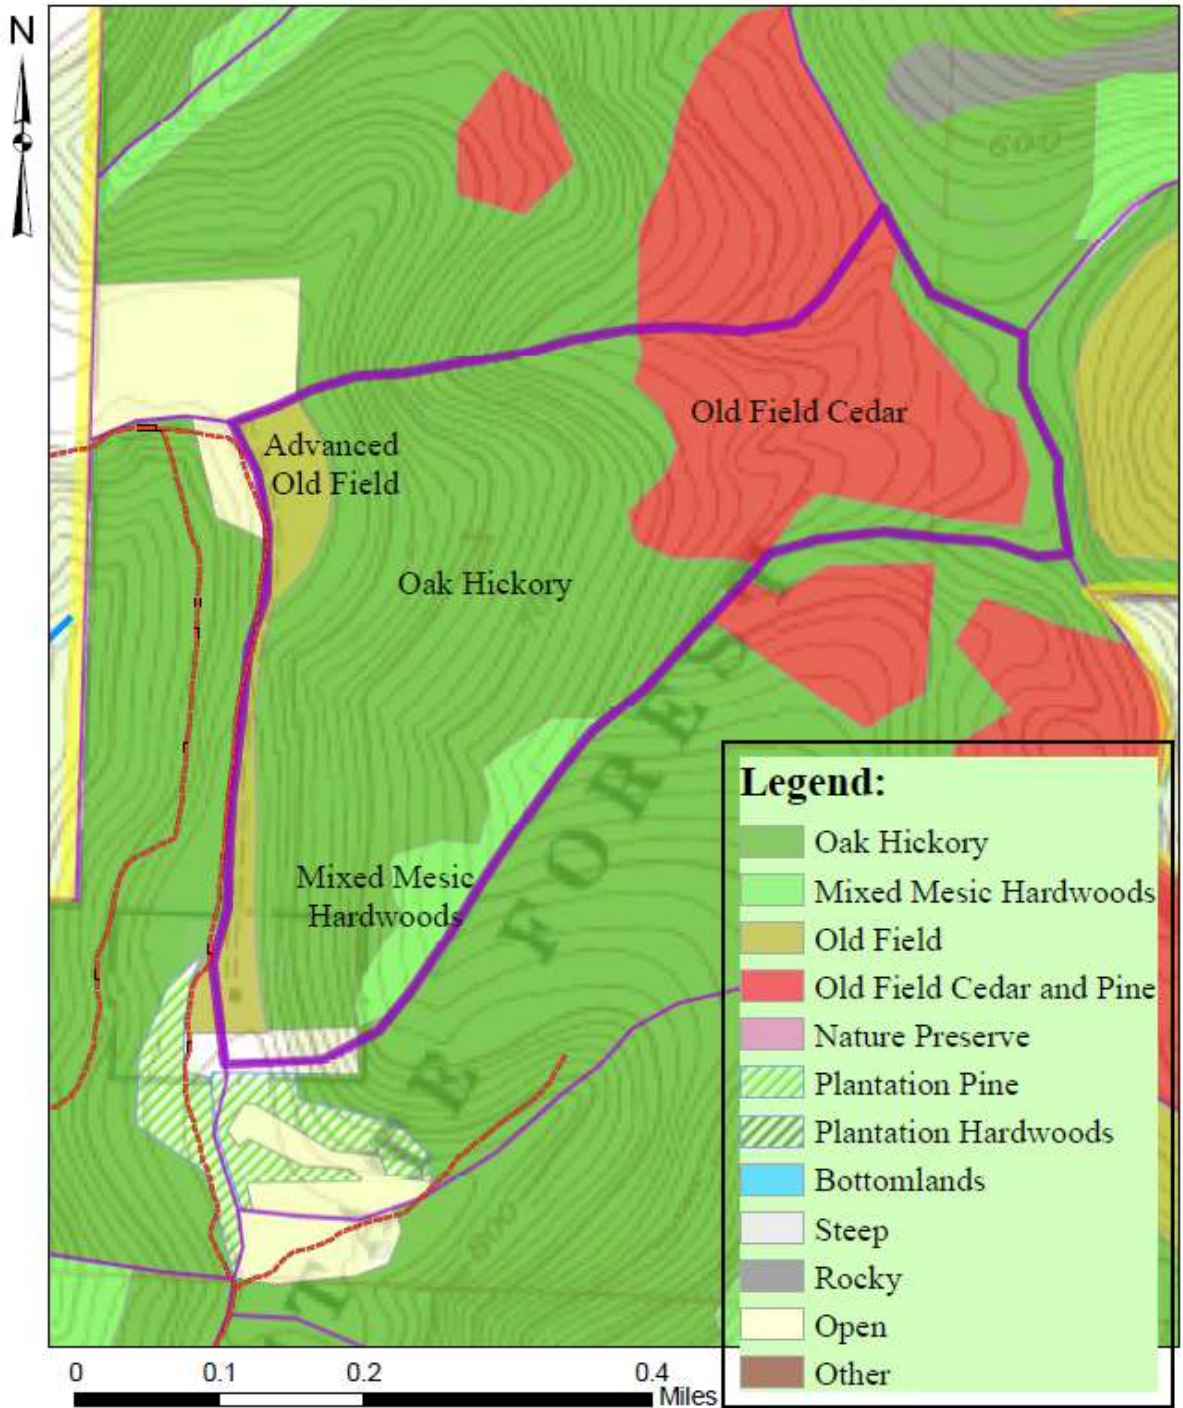 N
600
Old Field Cedar
Advanced
Old Field
Oak Hickory
Mixed Mesic
Hardwoods
FOREST
600
Legend:
Oak Hickory
Mixed Mesic Hardwoods
Old Field
Old Field Cedar and Pine
Nature Preserve
Plantation Pine
Plantation Hardwoods
Bottomlands
Steep
Rocky
Open
Other
0 0.1 0.2 0.4
Miles